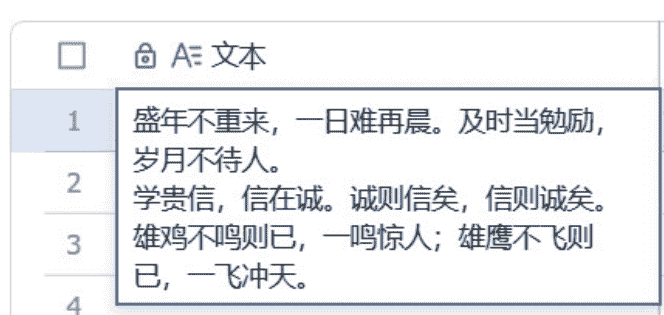 文本
1
盛年不重来，一日难再晨。及时当勉励，
岁月不待人。
2
学贵信，信在诚。诚则信矣，信则诚矣。
3
雄鸡不鸣则已，一鸣惊人；雄鹰不飞则
已，一飞冲天。
4